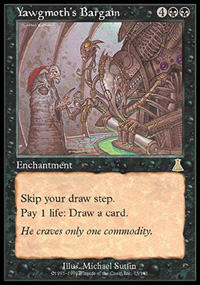 Yawgmoth's Bargain 4
Enchantment
Skip your draw step.
Pay 1 life: Draw a card.
He craves only one commodity.
Illus. Michael Sutfin